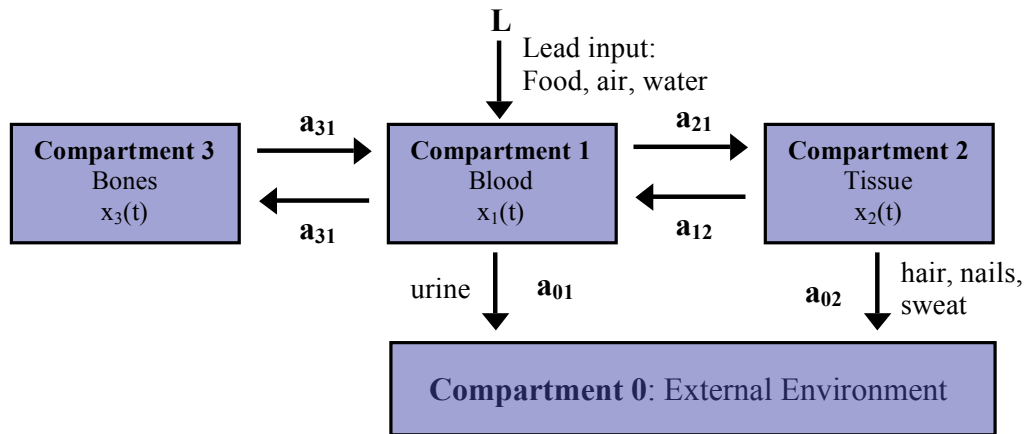 L
Lead input:
Food, air, water
a31
a21
Compartment 3
Bones
x3(t)
Compartment 1
Blood
x1(t)
Compartment 2
Tissue
x2(t)
a31
a12
urine
a01
a02
hair, nails,
sweat
Compartment 0: External Environment